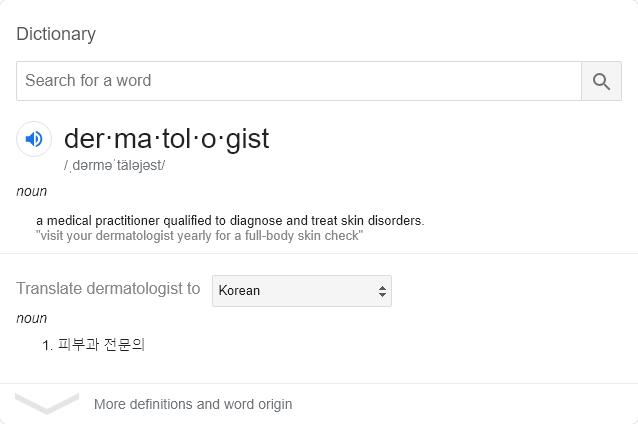 Dictionary
Search for a word
der·ma·tol·o·gist
/ˌdərməˈtäləjəst/
noun
a medical practitioner qualified to diagnose and treat skin disorders.
"visit your dermatologist yearly for a full-body skin check"
Translate dermatologist to Korean
noun
1. 피부과 전문의
More definitions and word origin